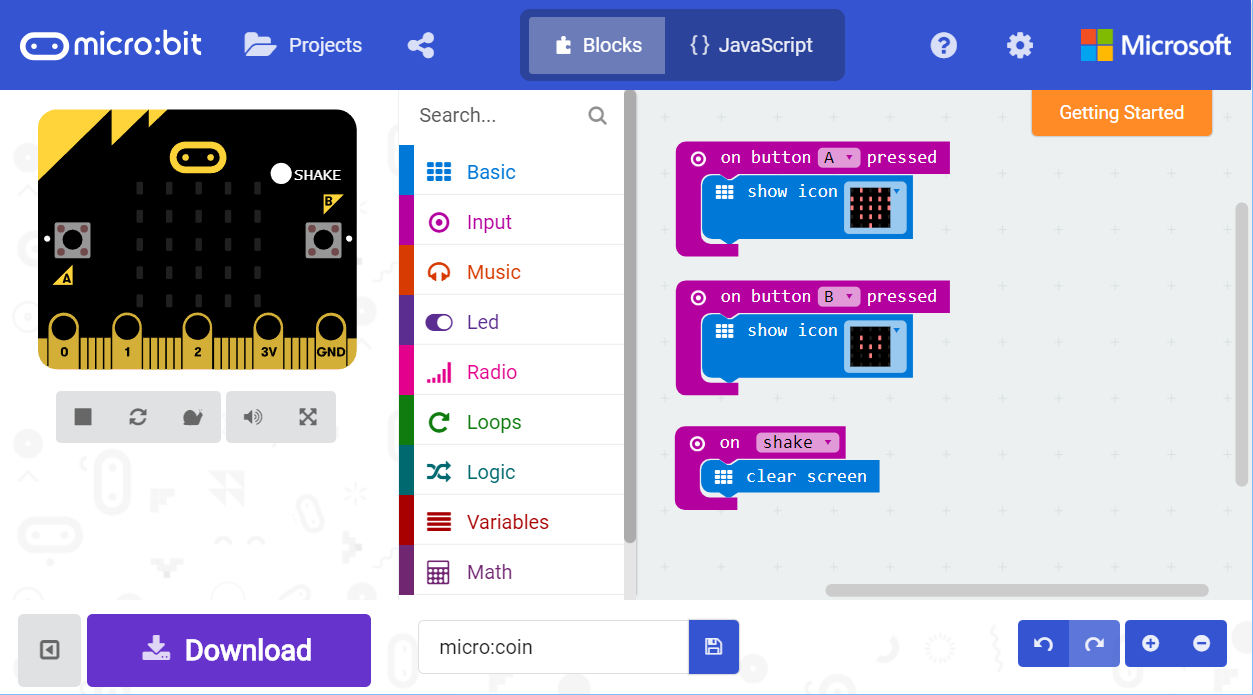 micro:bit
Projects
Blocks
{ } JavaScript
Microsoft
Getting Started
SHAKE
B
A
0 1 2 3V GND
Search...
Basic
Input
Music
Led
Radio
Loops
Logic
Variables
Math
on button A pressed
show icon
on button B pressed
show icon
on shake
clear screen
Download
micro:coin